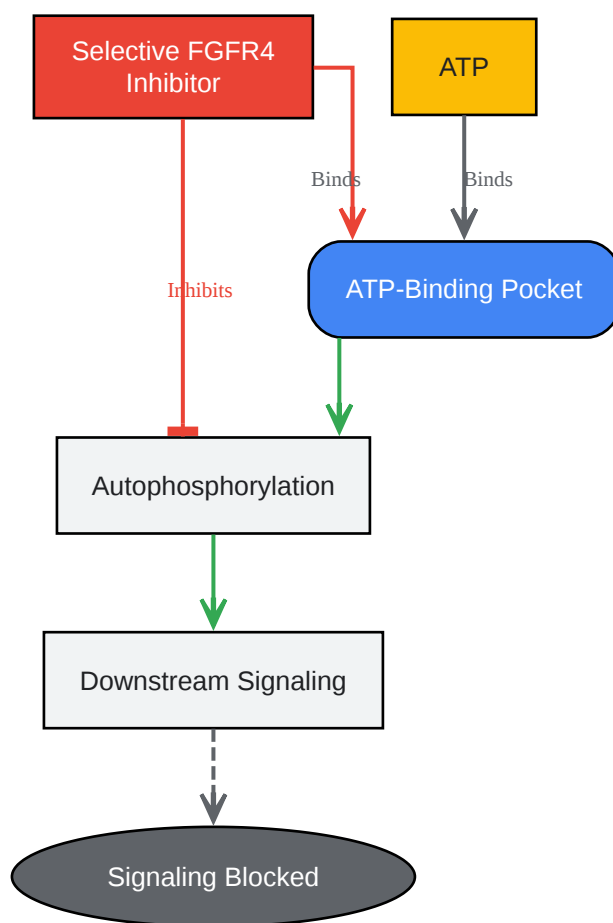 Selective FGFR4
Inhibitor
ATP
Binds
Binds
ATP-Binding Pocket
Inhibits
Autophosphorylation
Downstream Signaling
Signaling Blocked